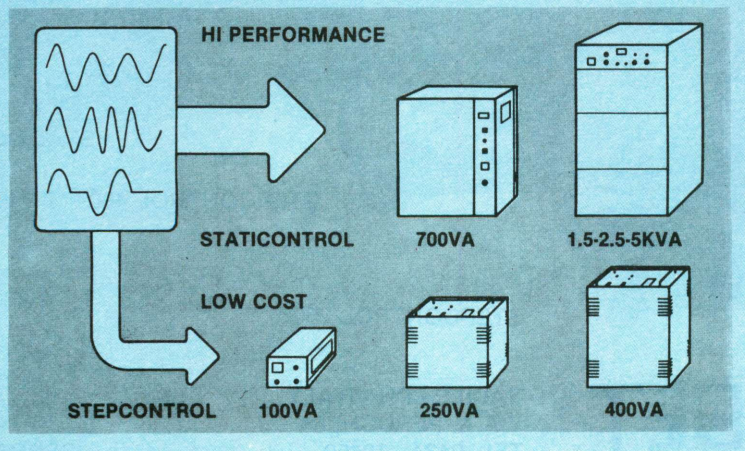 HI PERFORMANCE
STATICONTROL
700VA
1.5-2.5-5KVA
LOW COST
STEPCONTROL
100VA
250VA
400VA